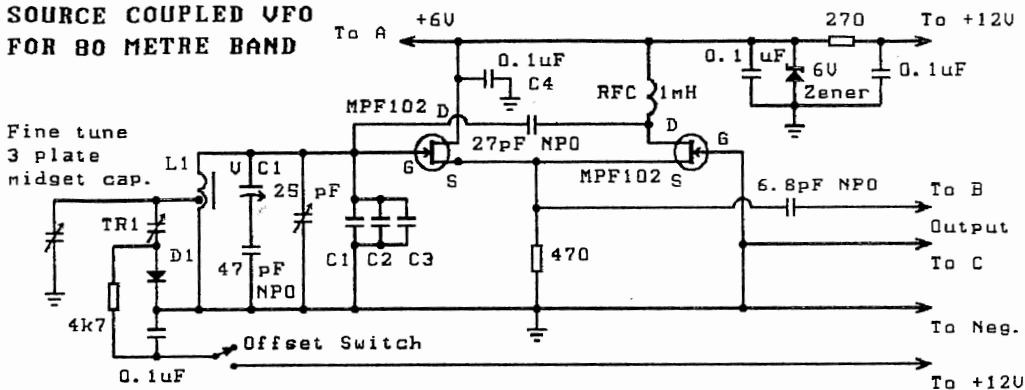 SOURCE COUPLED VFO
FOR 80 METRE BAND
To A
+6V
270
To +12V
0.1uF
C4
0.1 uF
6V
Zener
0.1uF
RFC
1mH
MPF102
D
D
G
27pF NPO
G
S
MPF102
S
Fine tune
3 plate
midget cap.
L1
V
C1
25 pF
TR1
D1
47 pF
NPO
C1 C2 C3
470
6.8pF NPO
To B
Output
To C
4k7
To Neg.
Offset Switch
0.1uF
To +12V